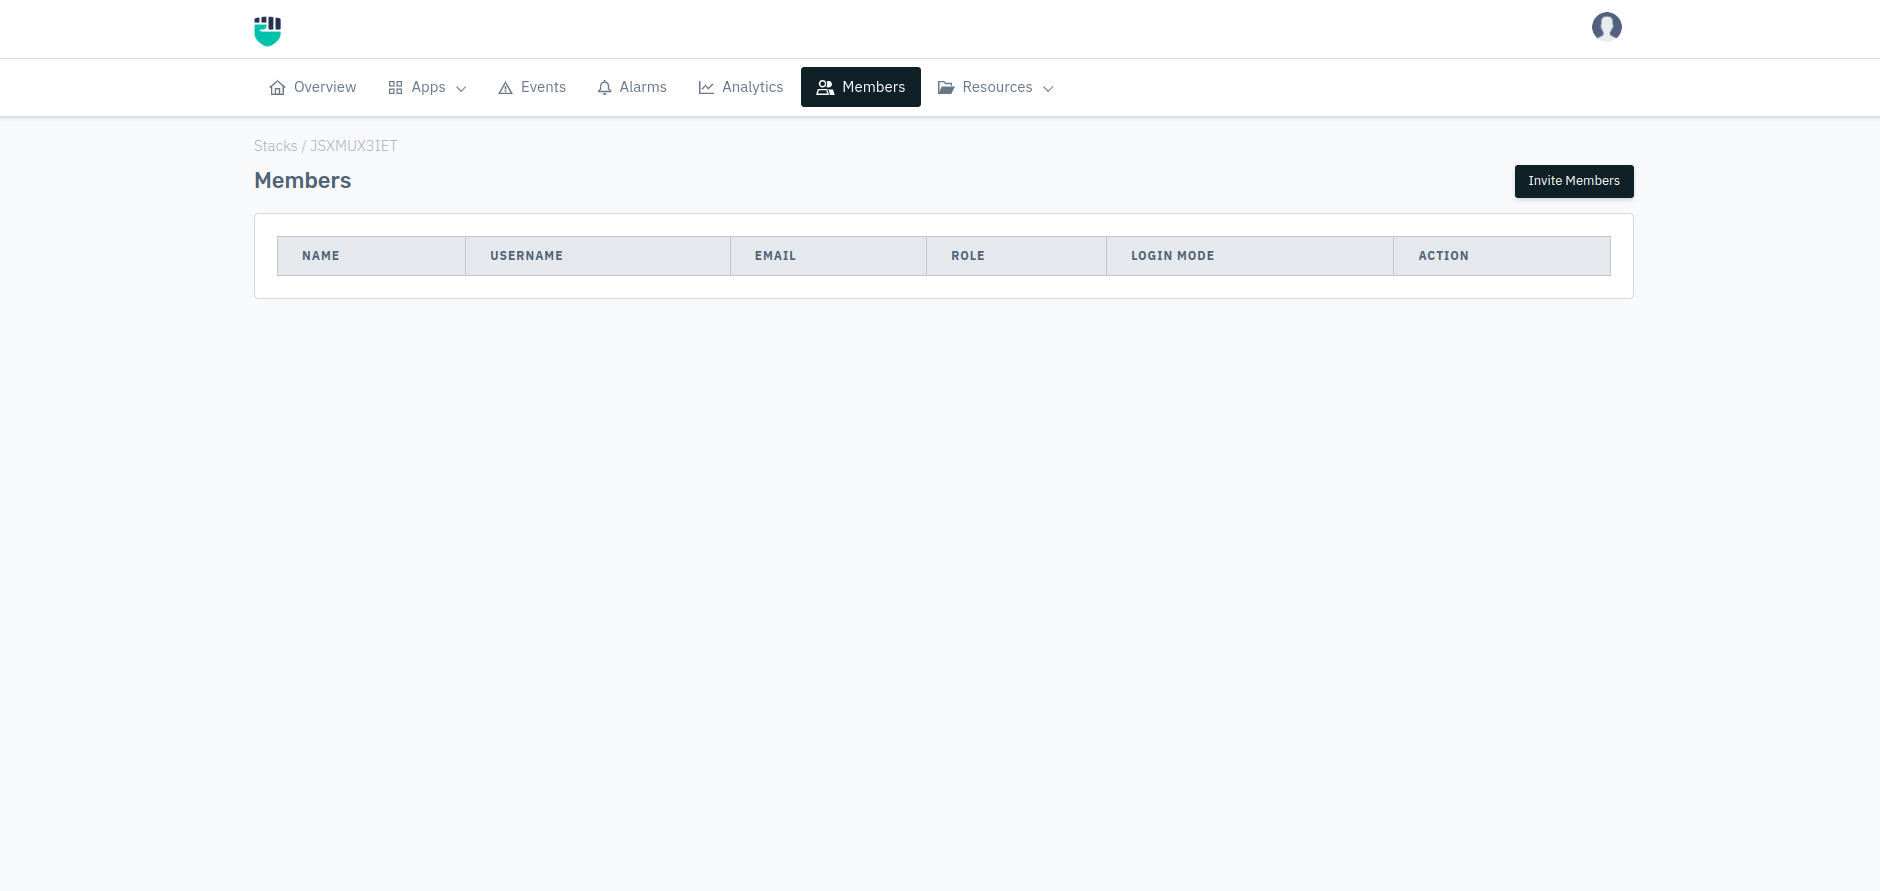 Overview Apps Events Alarms Analytics Members Resources
Stacks / JSXMUX3IET
Members
Invite Members
NAME USERNAME EMAIL ROLE LOGIN MODE ACTION